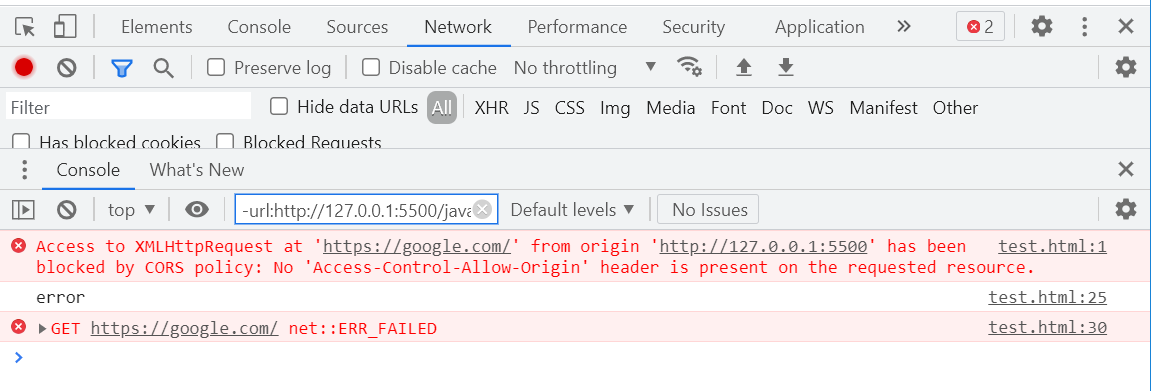 Elements Console Sources Network Performance Security Application » 2
Preserve log Disable cache No throttling
Filter Hide data URLs All XHR JS CSS Img Media Font Doc WS Manifest Other
Has blocked cookies Blocked Requests
Console What's New
top -url:http://127.0.0.1:5500/java Default levels No Issues
Access to XMLHttpRequest at 'https://google.com/' from origin 'http://127.0.0.1:5500' has been test.html:1
blocked by CORS policy: No 'Access-Control-Allow-Origin' header is present on the requested resource.
error test.html:25
GET https://google.com/ net::ERR_FAILED test.html:30